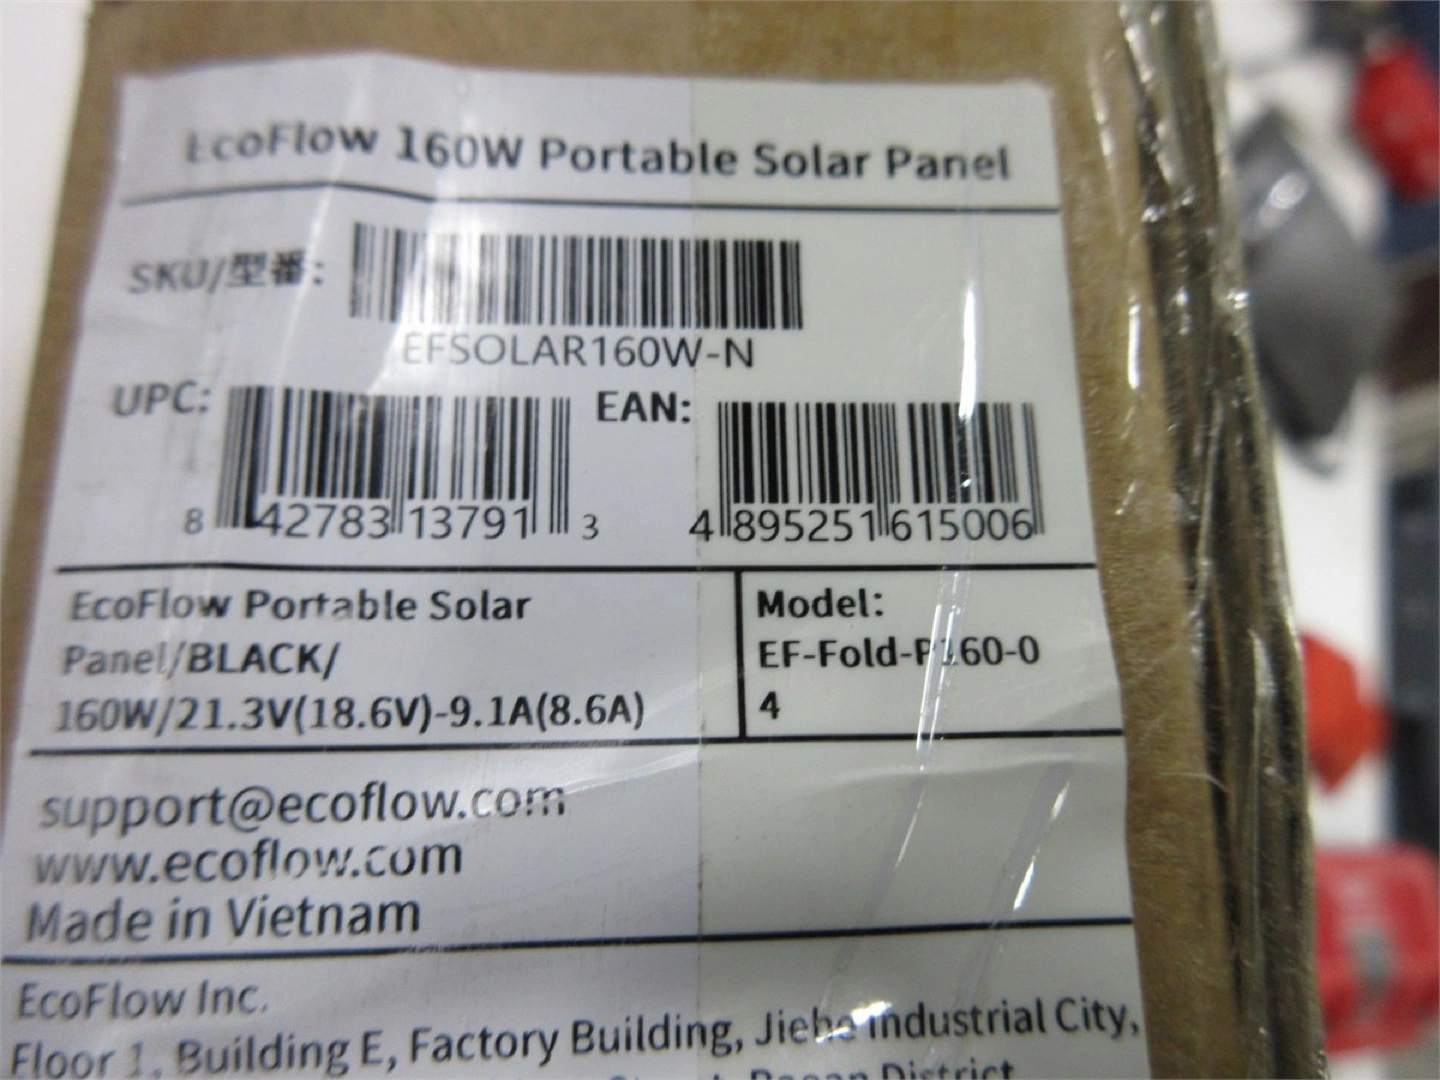 EcoFlow 160W Portable Solar Panel
SKU/型番:
EFSOLAR160W-N
UPC:
8 42783 13791 3
EAN:
4 895251 615006
EcoFlow Portable Solar
Panel/BLACK/
160W/21.3V(18.6V)-9.1A(8.6A)
Model:
EF-Fold-P160-0
4
support@ecoflow.com
www.ecoflow.com
Made in Vietnam
EcoFlow Inc.
Floor 1, Building E, Factory Building, Jiehe Industrial City,
District